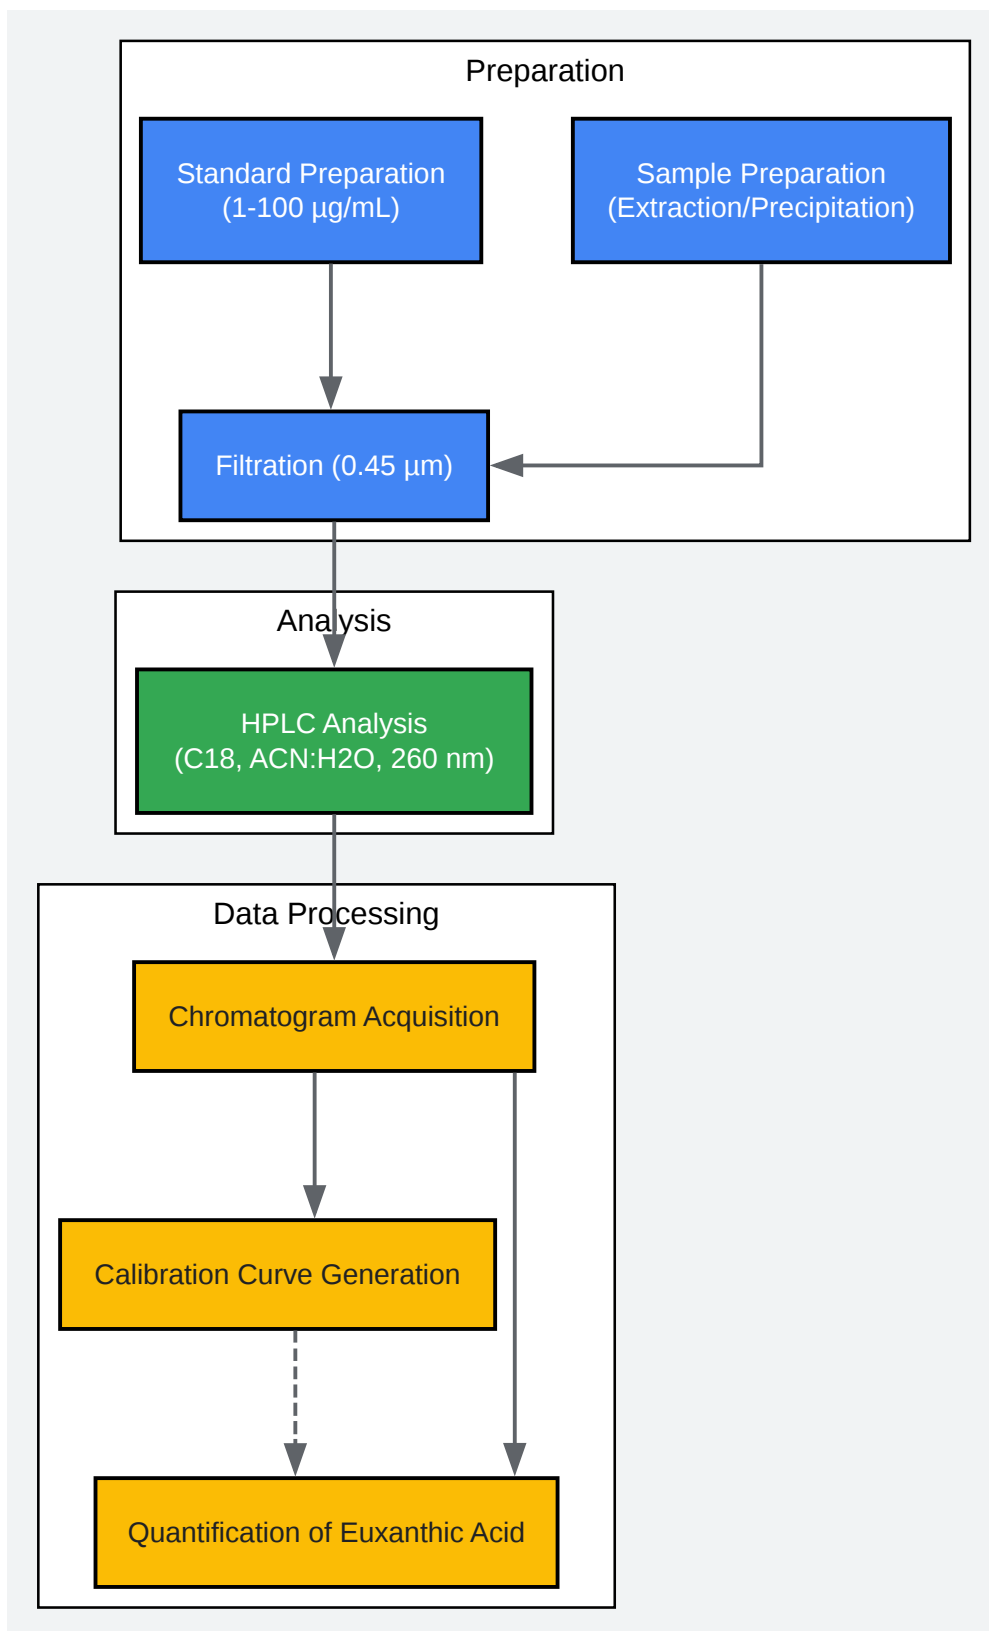 Preparation
Standard Preparation
(1-100 µg/mL)
Sample Preparation
(Extraction/Precipitation)
Filtration (0.45 µm)
Analysis
HPLC Analysis
(C18, ACN:H2O, 260 nm)
Data Processing
Chromatogram Acquisition
Calibration Curve Generation
Quantification of Euxanthic Acid